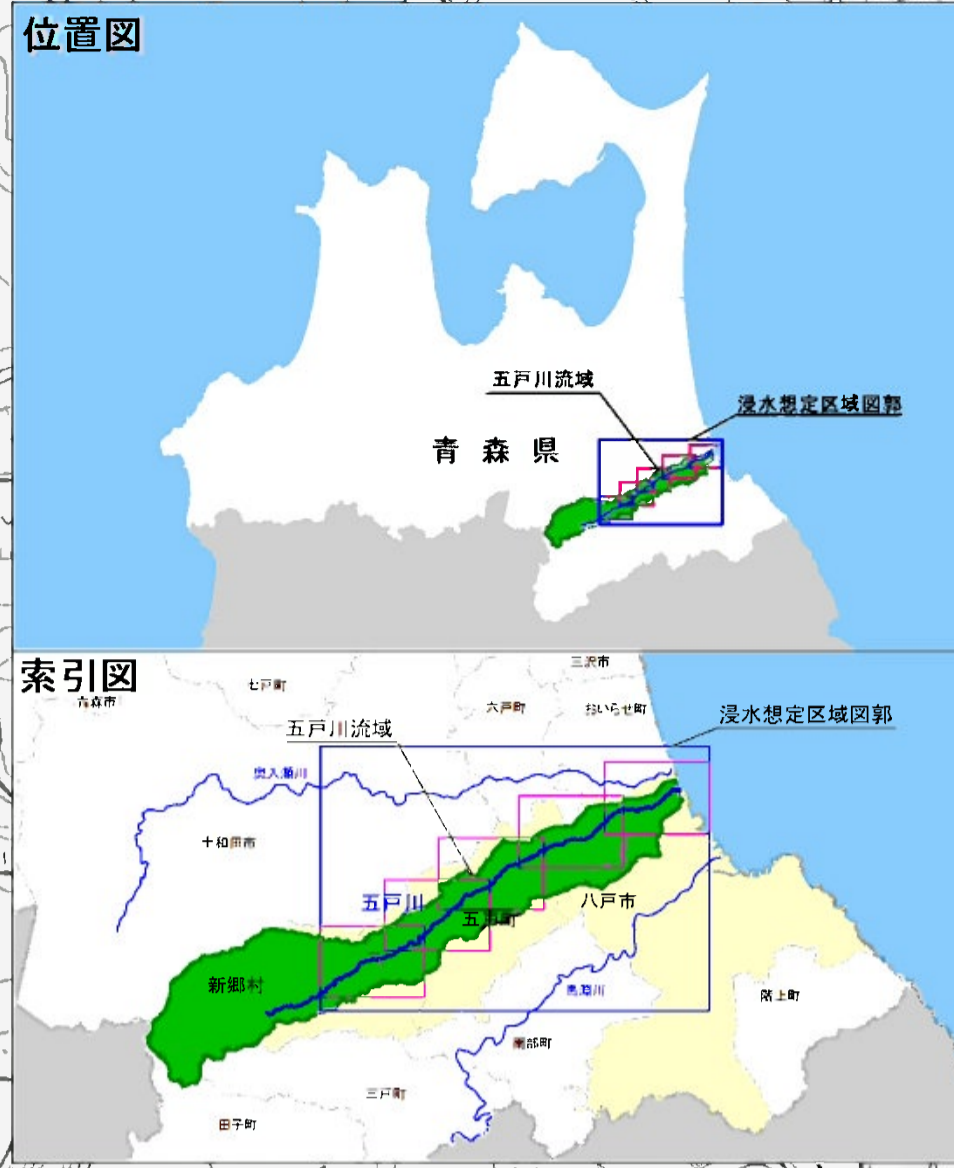 位置図
五戸川流域
浸水想定区域図郭
青森県
索引図
三沢市
七戸町
六戸町
おいらせ町
浸水想定区域図郭
五戸川流域
奥入瀬川
十和田市
五戸川
八戸市
五戸町
新郷村
馬淵川
階上町
南部町
三戸町
田子町